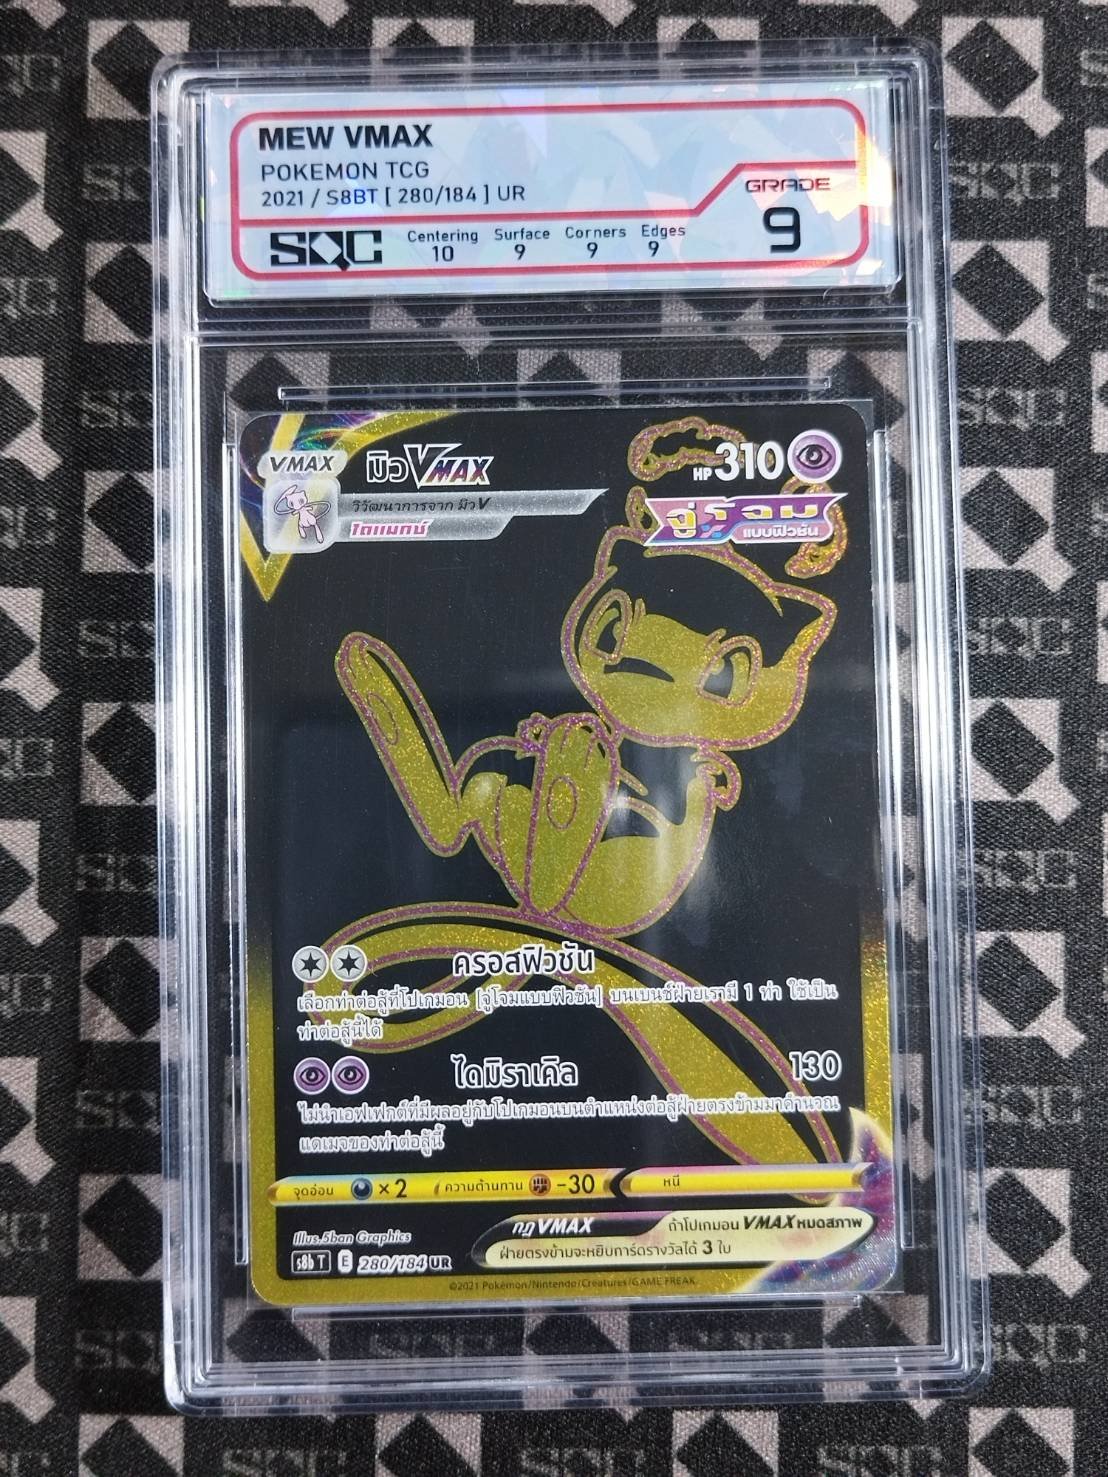 MEW VMAX
POKEMON TCG
2021 / S8BT [ 280/184 ] UR
GRADE
9
SQC
Centering Surface Corners Edges
10 9 9 9
VMAX
มิว VMAX
HP 310
วิวัฒนาการจาก มิว V
ไดแมกซ์
จู่โจม
แบบฟิวชัน
ครอสฟิวชัน
เลือกท่าต่อสู้ที่โปเกมอน [จู่โจมแบบฟิวชัน] บนเบนช์ฝ่ายเรามี 1 ท่า ใช้เป็น
ท่าต่อสู้นี้ได้
ไดมิราเคิล 130
ไม่นำเอฟเฟกต์ที่มีผลอยู่กับโปเกมอนบนตำแหน่งต่อสู้ฝ่ายตรงข้ามมาคำนวณ
แดเมจของท่าต่อสู้นี้
จุดอ่อน ×2 ความต้านทาน -30 หนี
Illus. 5ban Graphics
กฎ VMAX ถ้าโปเกมอน VMAX หมดสภาพ
ฝ่ายตรงข้ามจะหยิบการ์ดรางวัลได้ 3 ใบ
s8b T E 280/184 UR
©2021 Pokémon/Nintendo/Creatures/GAME FREAK